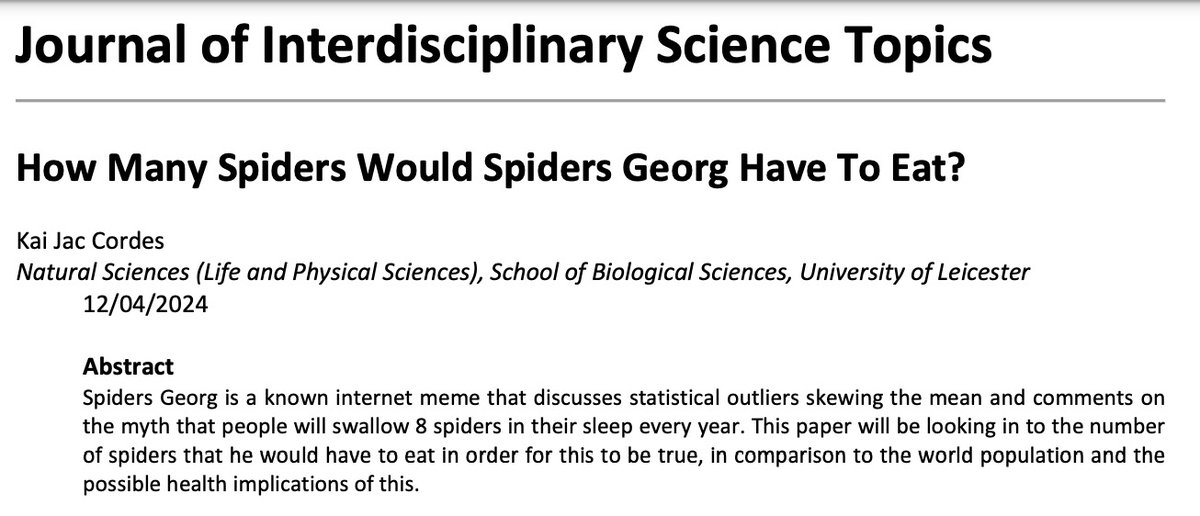 Journal of Interdisciplinary Science Topics
How Many Spiders Would Spiders Georg Have To Eat?
Kai Jac Cordes
Natural Sciences (Life and Physical Sciences), School of Biological Sciences, University of Leicester
12/04/2024
Abstract
Spiders Georg is a known internet meme that discusses statistical outliers skewing the mean and comments on
the myth that people will swallow 8 spiders in their sleep every year. This paper will be looking in to the number
of spiders that he would have to eat in order for this to be true, in comparison to the world population and the
possible health implications of this.